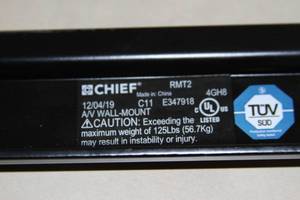 CHIEF® RMT2
Made in: China 4GH8
12/04/19 C11 E347918
A/V WALL-MOUNT
C UL US LISTED
CAUTION: Exceeding the
maximum weight of 125Lbs (56.7Kg)
may result in instability or injury.
TÜV
SÜD